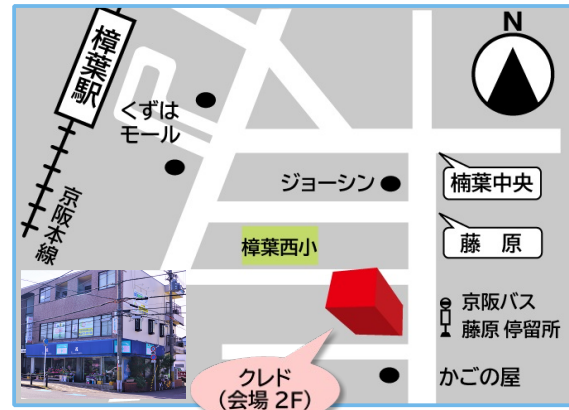 N
樟葉駅
くずは
モール
京阪本線
ジョーシン
楠葉中央
樟葉西小
藤原
京阪バス
藤原 停留所
クレド
(会場 2F)
かごの屋